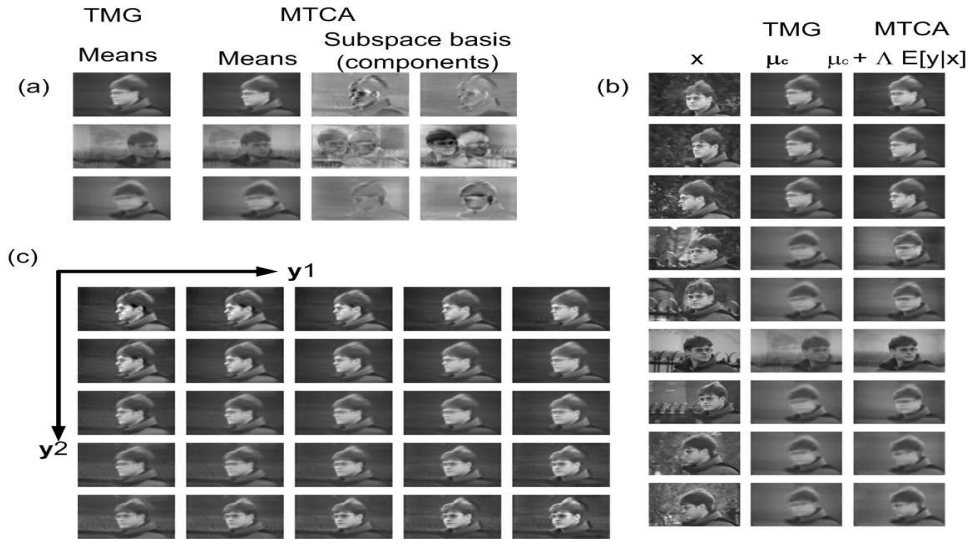 TMG MTCA
Means Means Subspace basis
(components)
(a)
TMG MTCA
x μc μc + Λ E[y|x]
(b)
(c)
y1
y2